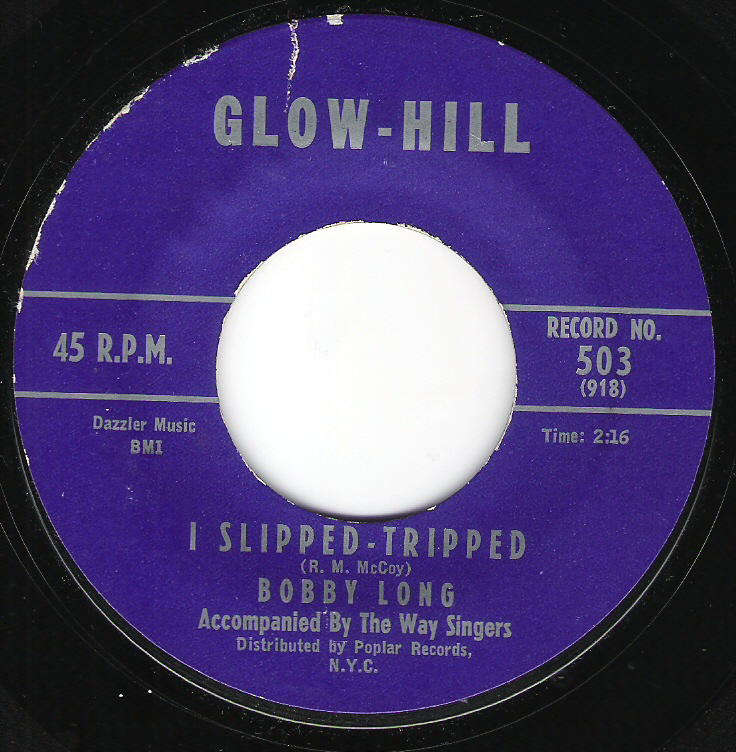 GLOW-HILL
45 R.P.M.
RECORD NO.
503
(918)
Dazzler Music
BMI
Time: 2:16
I SLIPPED-TRIPPED
(R. M. McCoy)
BOBBY LONG
Accompanied By The Way Singers
Distributed by Poplar Records,
N.Y.C.